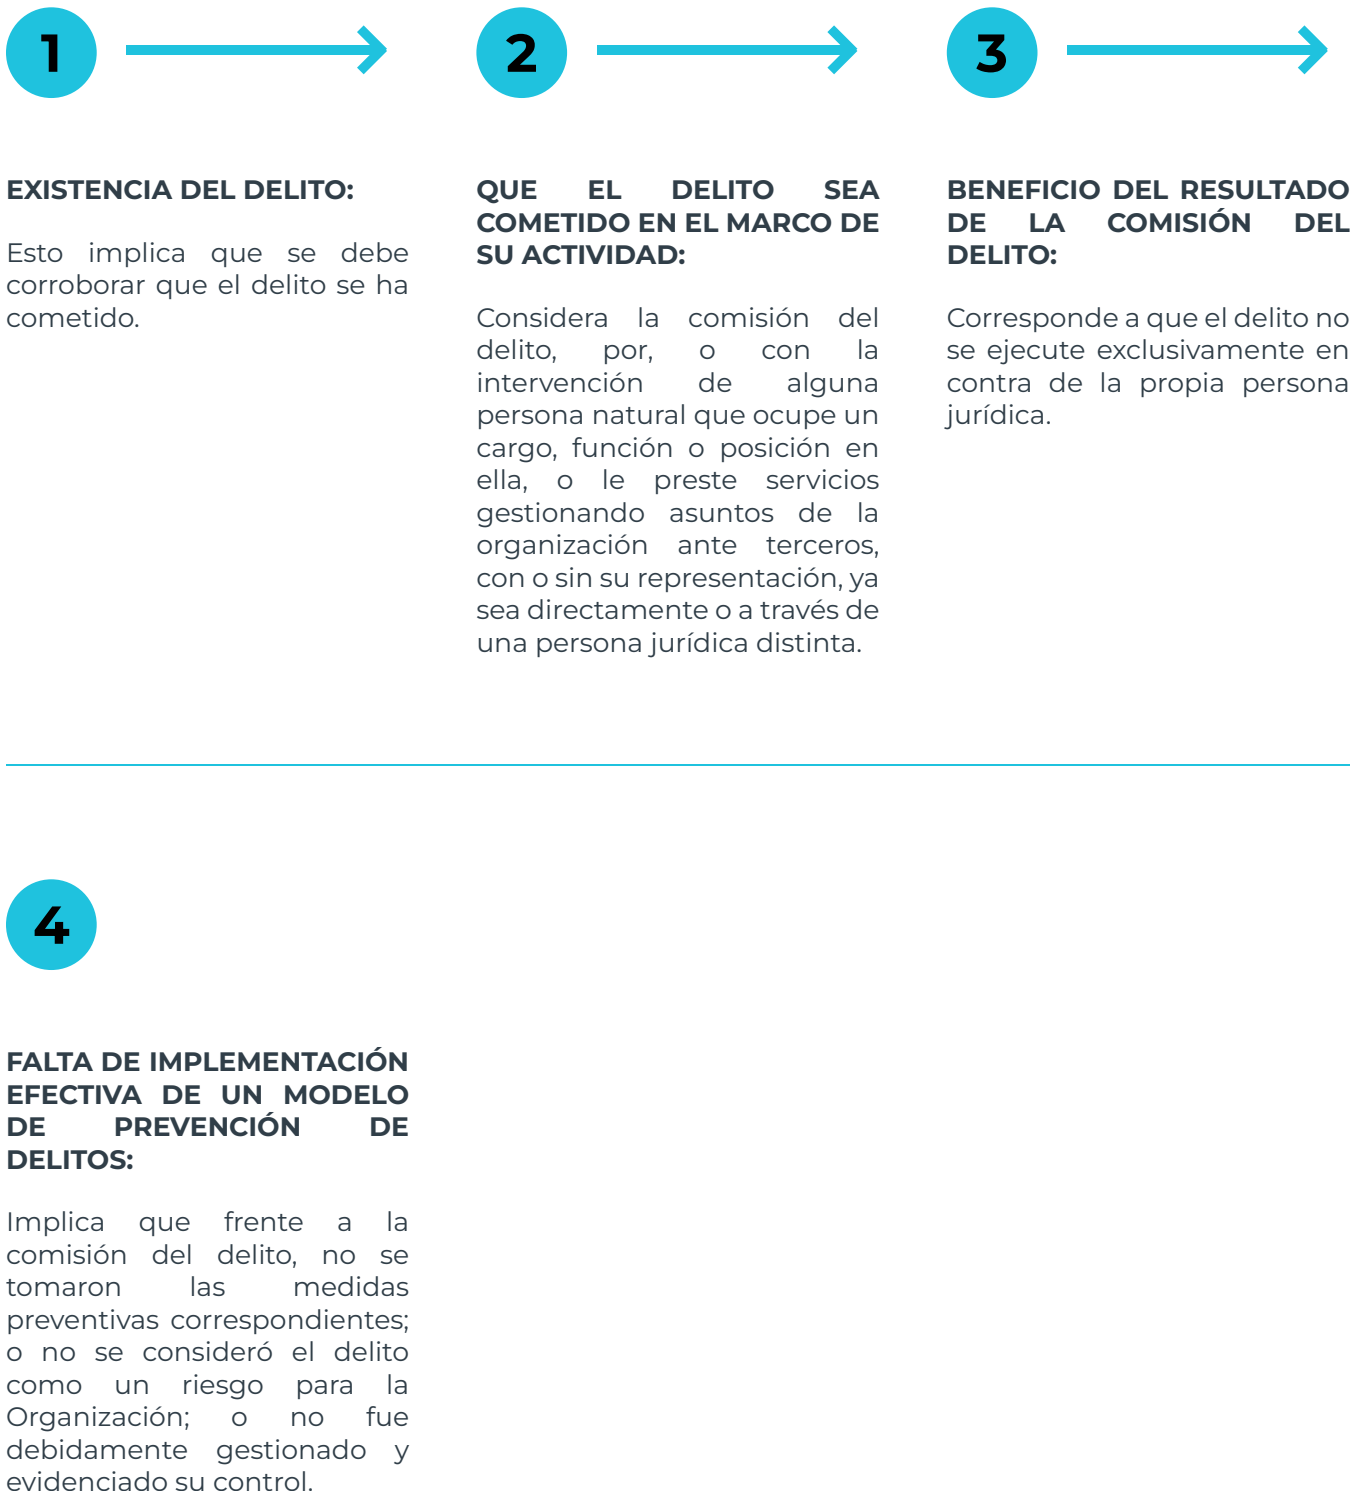 1
EXISTENCIA DEL DELITO:
Esto implica que se debe
corroborar que el delito se ha
cometido.
2
QUE EL DELITO SEA
COMETIDO EN EL MARCO DE
SU ACTIVIDAD:
Considera la comisión del
delito, por, o con la
intervención de alguna
persona natural que ocupe un
cargo, función o posición en
ella, o le preste servicios
gestionando asuntos de la
organización ante terceros,
con o sin su representación, ya
sea directamente o a través de
una persona jurídica distinta.
3
BENEFICIO DEL RESULTADO
DE LA COMISIÓN DEL
DELITO:
Corresponde a que el delito no
se ejecute exclusivamente en
contra de la propia persona
jurídica.
4
FALTA DE IMPLEMENTACIÓN
EFECTIVA DE UN MODELO
DE PREVENCIÓN DE
DELITOS:
Implica que frente a la
comisión del delito, no se
tomaron las medidas
preventivas correspondientes;
o no se consideró el delito
como un riesgo para la
Organización; o no fue
debidamente gestionado y
evidenciado su control.